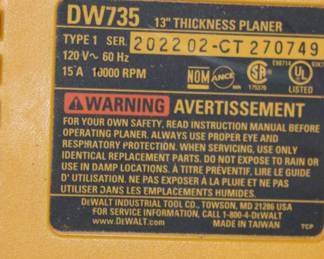 DW735 13" THICKNESS PLANER
TYPE 1 SER. 202202-CT 270749
120 V~ 60 Hz
15 A 10000 RPM
NOM ANCE
LISTED
WARNING AVERTISSEMENT
FOR YOUR OWN SAFETY, READ INSTRUCTION MANUAL BEFORE
OPERATING PLANER. ALWAYS USE PROPER EYE AND
RESPIRATORY PROTECTION. WHEN SERVICING, USE ONLY
IDENTICAL REPLACEMENT PARTS. DO NOT EXPOSE TO RAIN OR
USE IN DAMP LOCATIONS. À TITRE PRÉVENTIF, LIRE LE GUIDE
D' UTILISATION. NE PAS EXPOSER À LA PLUIE ET NE PAS
UTILISER DANS LES EMPLACEMENTS HUMIDES.
DEWALT INDUSTRIAL TOOL CO., TOWSON, MD 21286 USA
FOR SERVICE INFORMATION, CALL 1-800-4-DEWALT
www.DEWALT.com MADE IN TAIWAN TCP